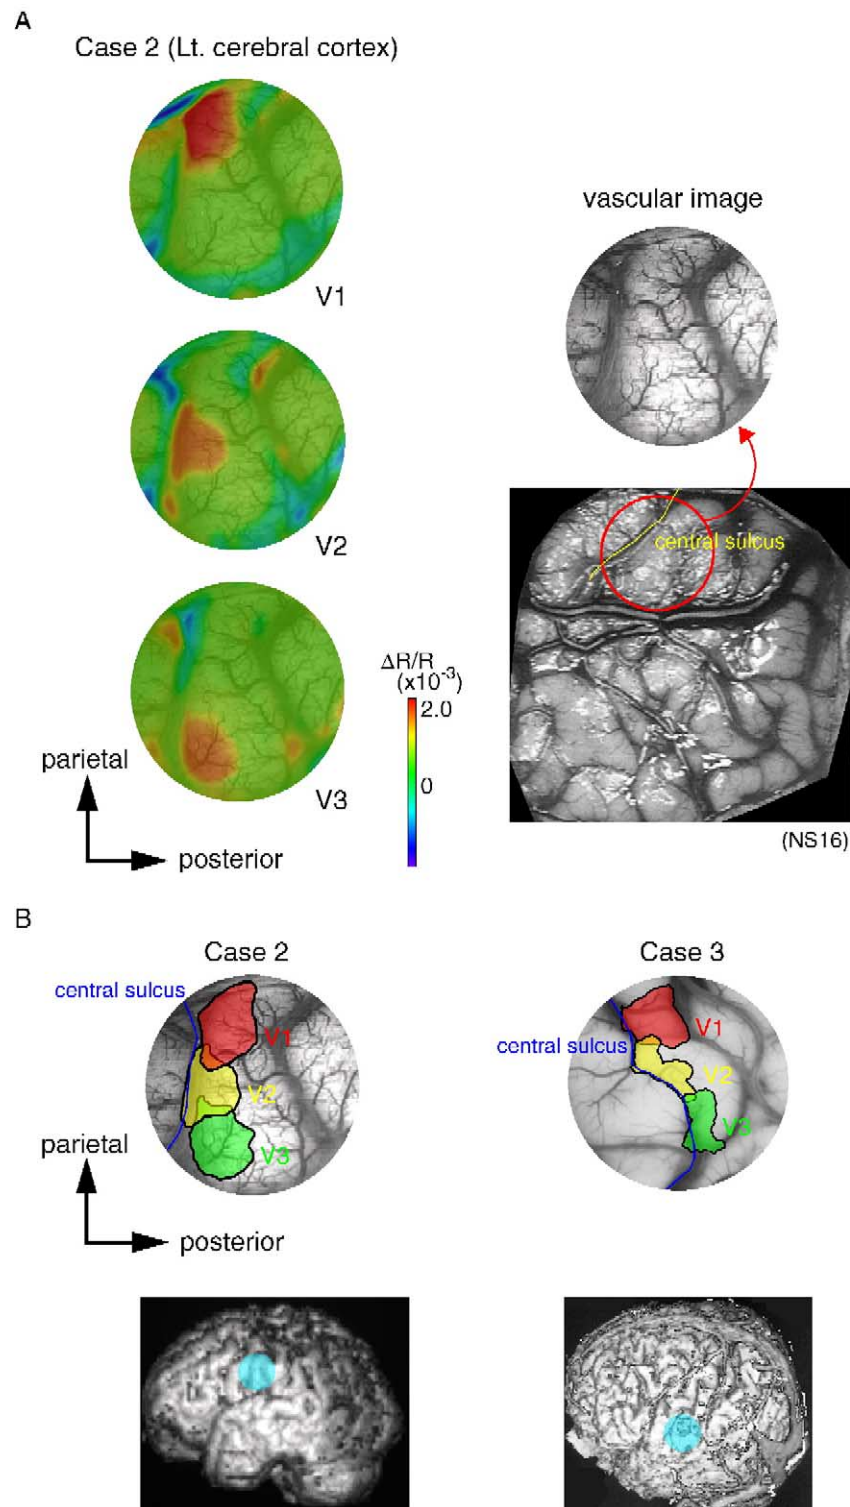 A
Case 2 (Lt. cerebral cortex)
V1
vascular image
V2
central sulcus
V3
ΔR/R
(x10-3)
2.0
0
parietal
posterior
(NS16)
B
Case 2
Case 3
central sulcus
V1
V2
V3
central sulcus
V1
V2
V3
parietal
posterior